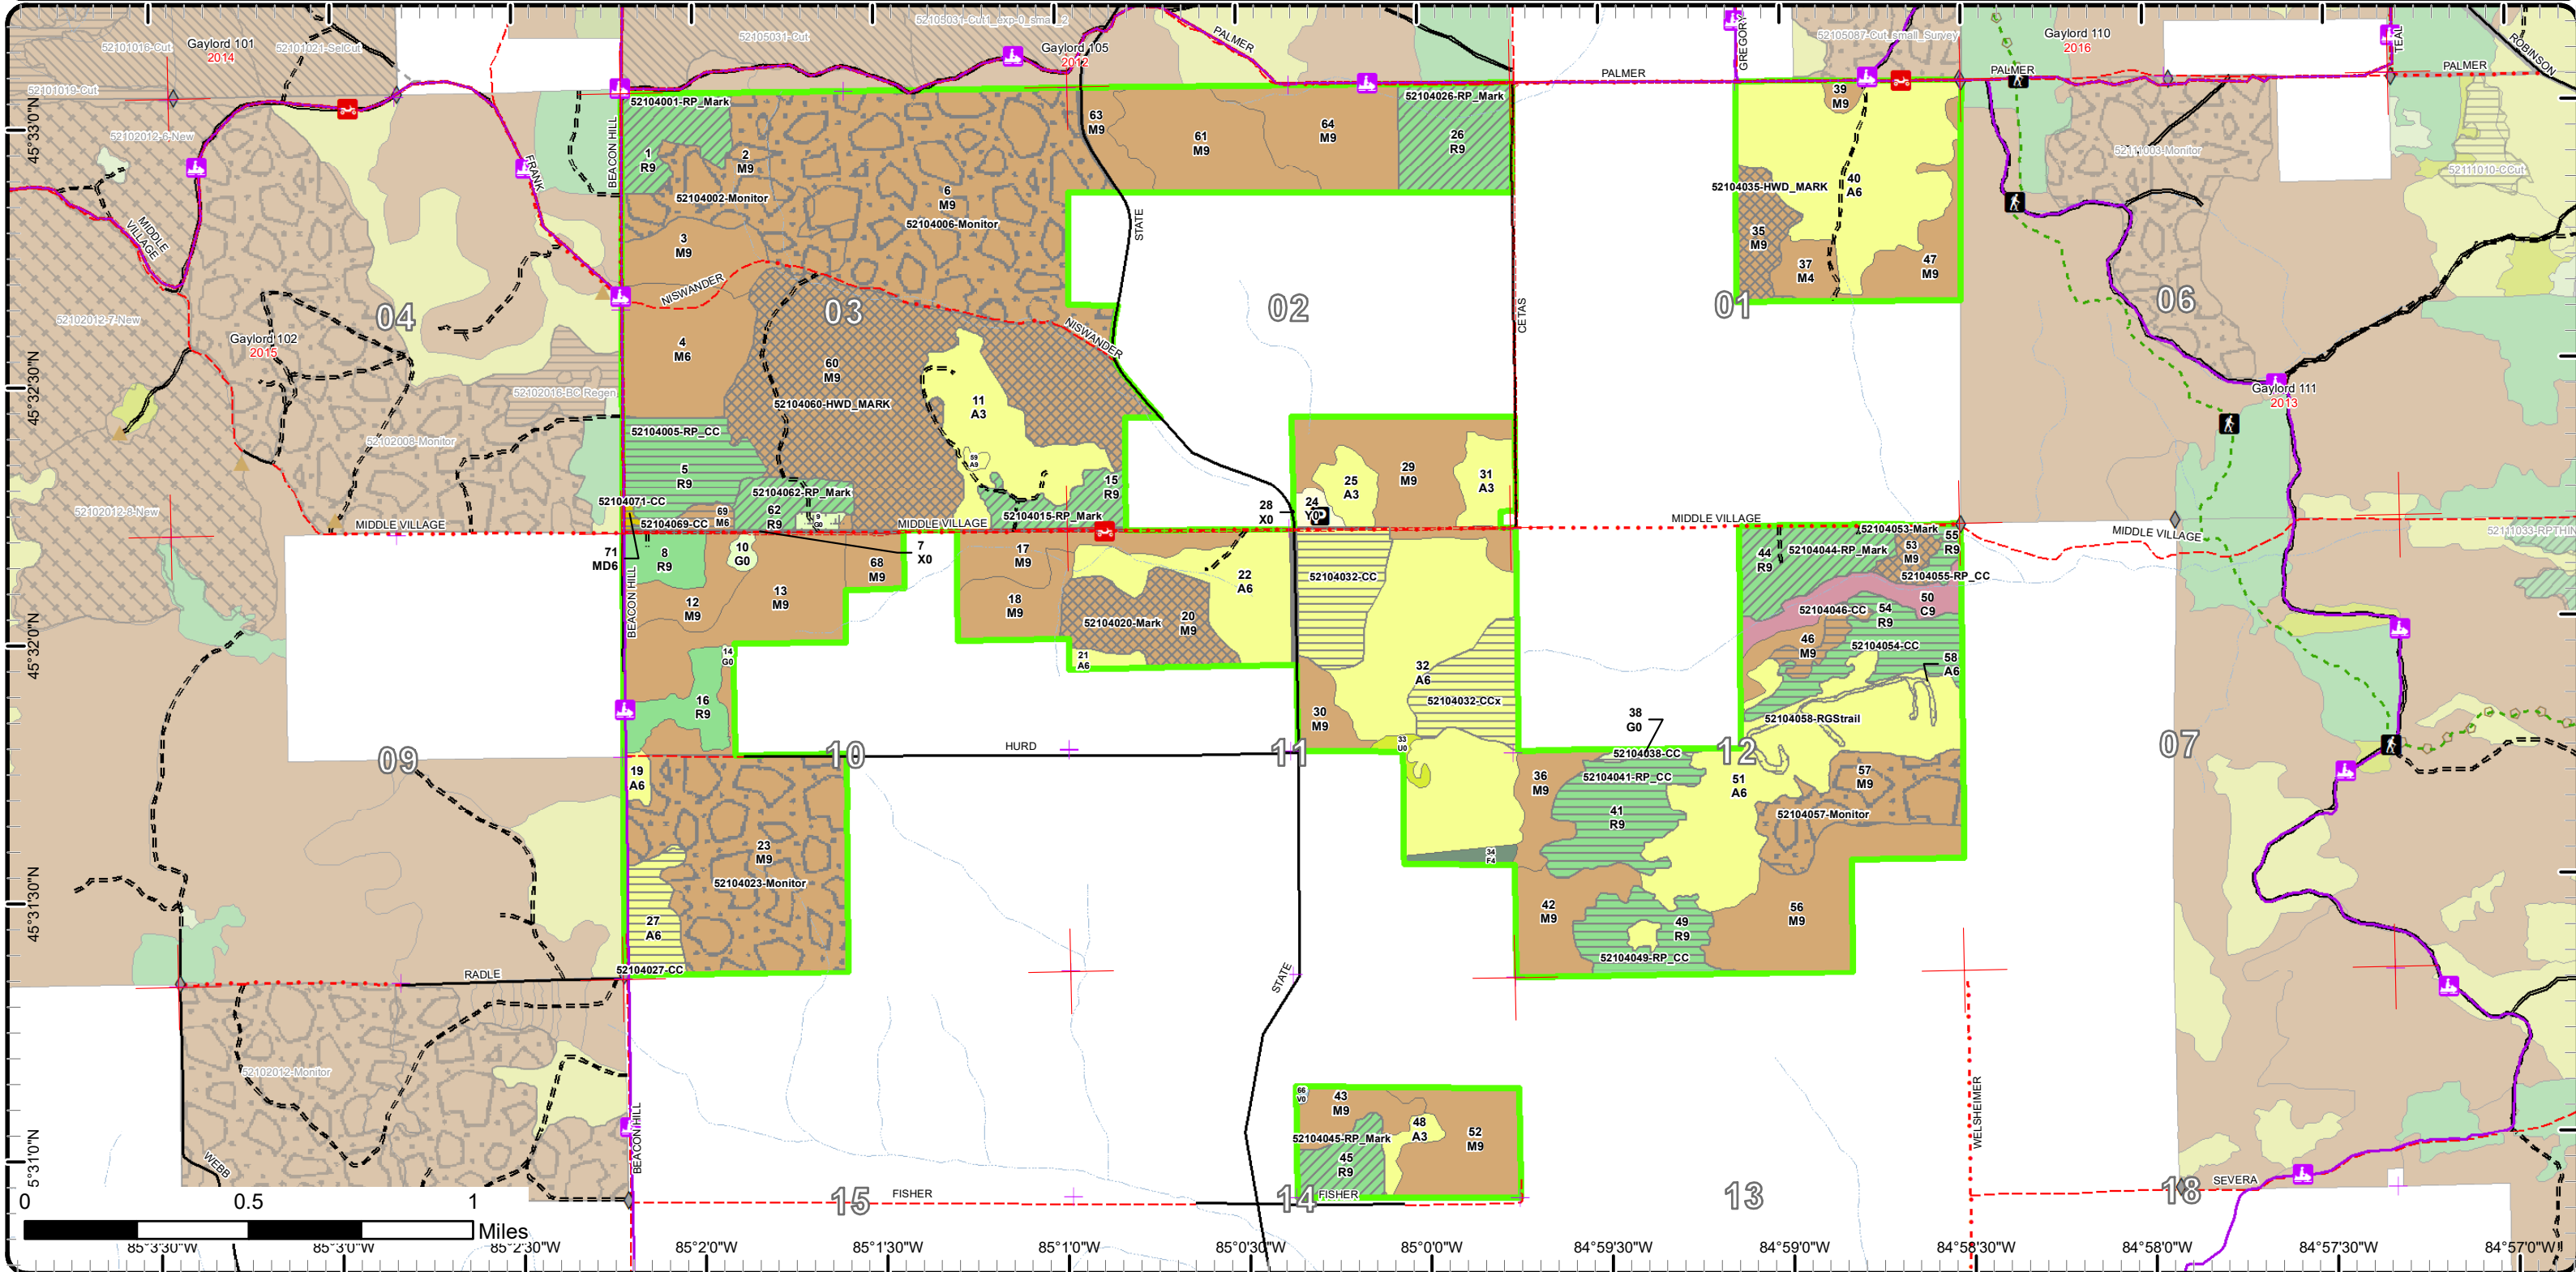 52101016-Cut
Gaylord 101
2014
52101021-SelCut
52105031-Cut1_exp-0_small_2
52105031-Cut
Gaylord 105
2012
PALMER
GREGORY
52105087-Cut_small_Survey
Gaylord 110
2016
TEAL
ROBINSON
PALMER
PALMER
PALMER
52101019-Cut
52102012-6-New
FRANK
BEACON HILL
52104001-RP_Mark
1
R9
2
M9
52104002-Monitor
6
M9
52104006-Monitor
63
M9
61
M9
64
M9
52104026-RP_Mark
26
R9
39
M9
40
A6
52104035-HWD_MARK
35
M9
37
M4
47
M9
52111003-Monitor
52111010-CCut
45°33'0"N
MIDDLE
VILLAGE
3
M9
NISWANDER
STATE
CETAS
04
03
02
01
06
52102012-7-New
Gaylord 102
2015
4
M6
60
M9
NISWANDER
52104060-HWD_MARK
11
A3
52102016-BC Regen
Gaylord 111
2013
45°32'30"N
52102008-Monitor
52104005-RP_CC
5
R9
59
A9
15
R9
25
A3
29
M9
31
A3
52104062-RP_Mark
62
R9
9
G0
52104071-CC
52104069-CC
69
M6
52104015-RP_Mark
28
X0
24
Y0
52102012-8-New
MIDDLE VILLAGE
MIDDLE VILLAGE
MIDDLE VILLAGE
MIDDLE VILLAGE
52111033-RPTHIN
71
MD6
8
R9
10
G0
7
X0
68
M9
17
M9
22
A6
52104032-CC
44
R9
52104044-RP_Mark
52104053-Mark
53
M9
55
R9
52104055-RP_CC
12
M9
13
M9
18
M9
52104020-Mark
20
M9
50
C9
52104046-CC
54
R9
46
M9
52104054-CC
58
A6
45°32'0"N
BEACON HILL
14
G0
21
A6
16
R9
32
A6
52104032-CCx
30
M9
33
U0
38
G0
52104058-RGStrail
HURD
09
10
11
12
07
52104038-CC
19
A6
36
M9
52104041-RP_CC
41
R9
51
A6
57
M9
52104057-Monitor
23
M9
52104023-Monitor
34
F4
45°31'30"N
27
A6
42
M9
49
R9
56
M9
52104049-RP_CC
52104027-CC
RADLE
STATE
52102012-Monitor
66
V0
43
M9
48
A3
52
M9
52104045-RP_Mark
45
R9
WELSHEIMER
BEACON HILL
WEBB
5°31'0"N
FISHER
FISHER
SEVERA
15
14
13
18
0
0.5
1
Miles
85°3'30"W
85°3'0"W
85°2'30"W
85°2'0"W
85°1'30"W
85°1'0"W
85°0'30"W
85°0'0"W
84°59'30"W
84°59'0"W
84°58'30"W
84°58'0"W
84°57'30"W
84°57'0"W